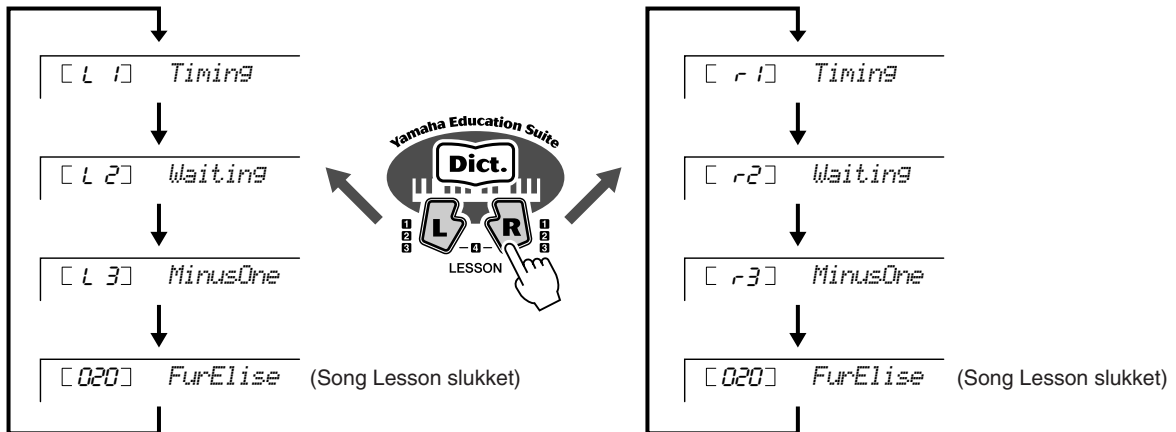 [L 1] Timing
[L 2] Waiting
[L 3] MinusOne
[020] FurElise (Song Lesson slukket)
Yamaha Education Suite
Dict.
L R
1 1
2 2
3 -4- 3
LESSON
[r1] Timing
[r2] Waiting
[r3] MinusOne
[020] FurElise (Song Lesson slukket)